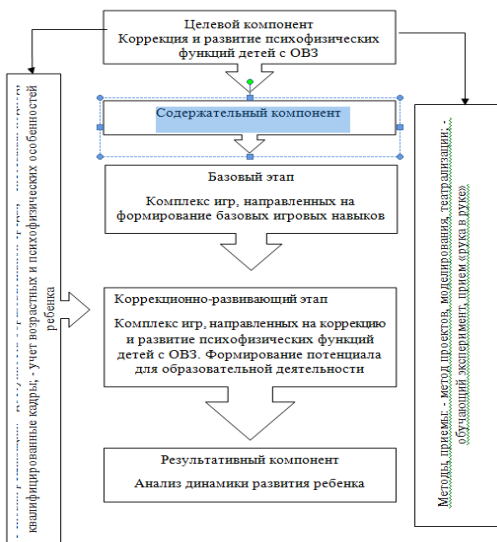 Целевой компонент
Коррекция и развитие психофизических
функций детей с ОВЗ
Содержательный компонент
Базовый этап
Комплекс игр, направленных на
формирование базовых игровых навыков
Коррекционно-развивающий этап
Комплекс игр, направленных на коррекцию
и развитие психофизических функций
детей с ОВЗ. Формирование потенциала
для образовательной деятельности
Результативный компонент
Анализ динамики развития ребенка
квалифицированные кадры; - учет возрастных и психофизических особенностей
ребенка
Методы, приемы: - метод проектов, моделирования, театрализации; -
обучающий эксперимент, прием «рука в руке»